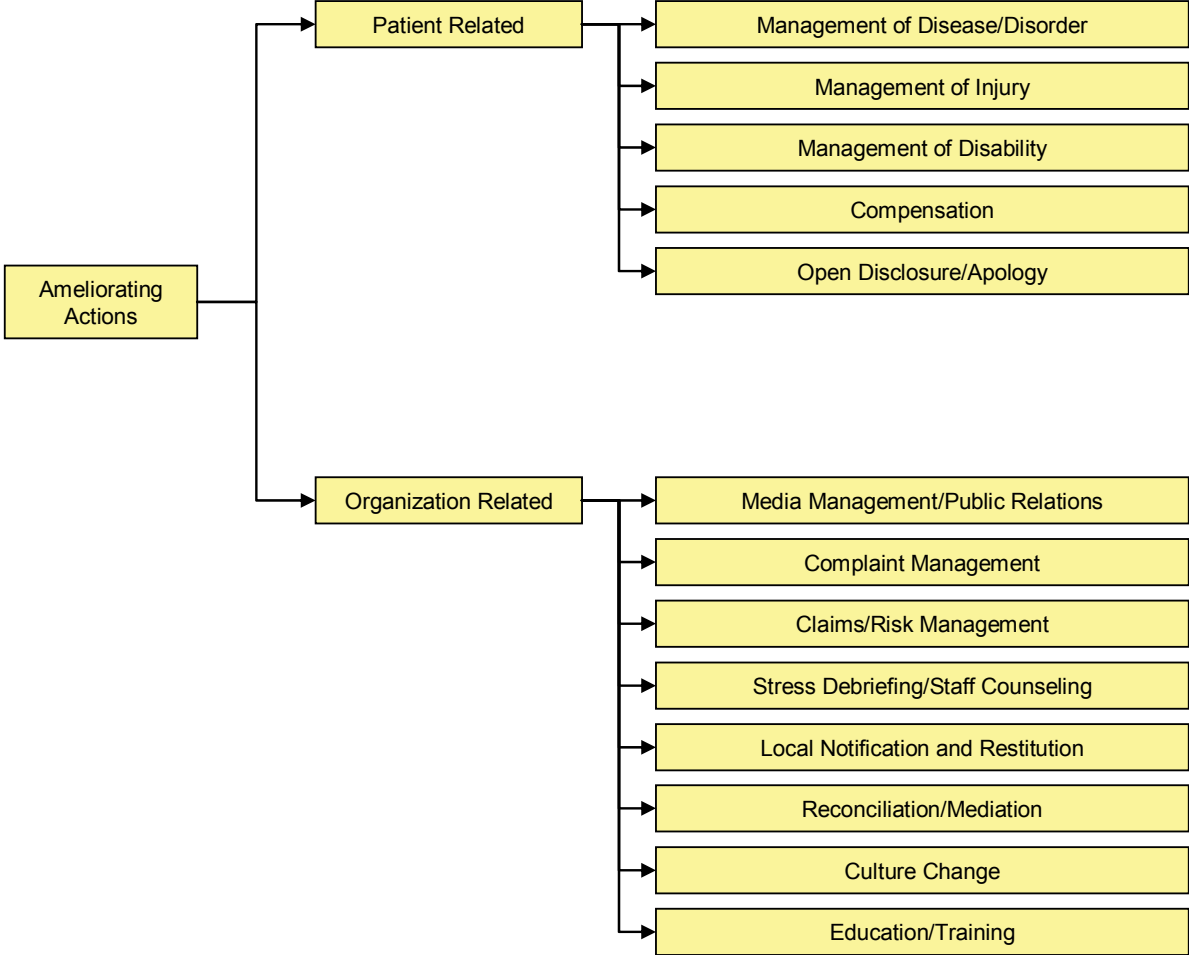 Patient Related
Management of Disease/Disorder
Management of Injury
Management of Disability
Compensation
Open Disclosure/Apology
Ameliorating
Actions
Organization Related
Media Management/Public Relations
Complaint Management
Claims/Risk Management
Stress Debriefing/Staff Counseling
Local Notification and Restitution
Reconciliation/Mediation
Culture Change
Education/Training